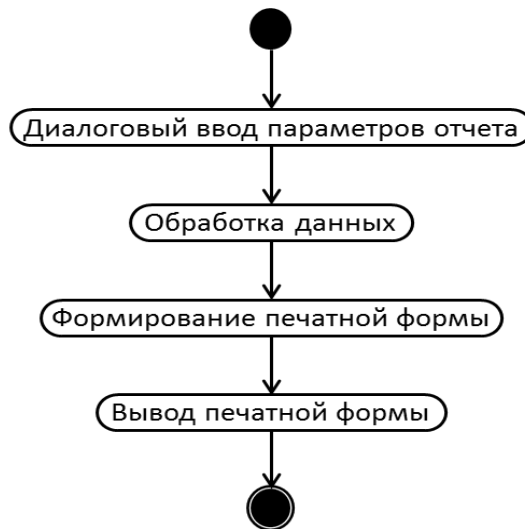 Диалоговый ввод параметров отчета
Обработка данных
Формирование печатной формы
Вывод печатной формы